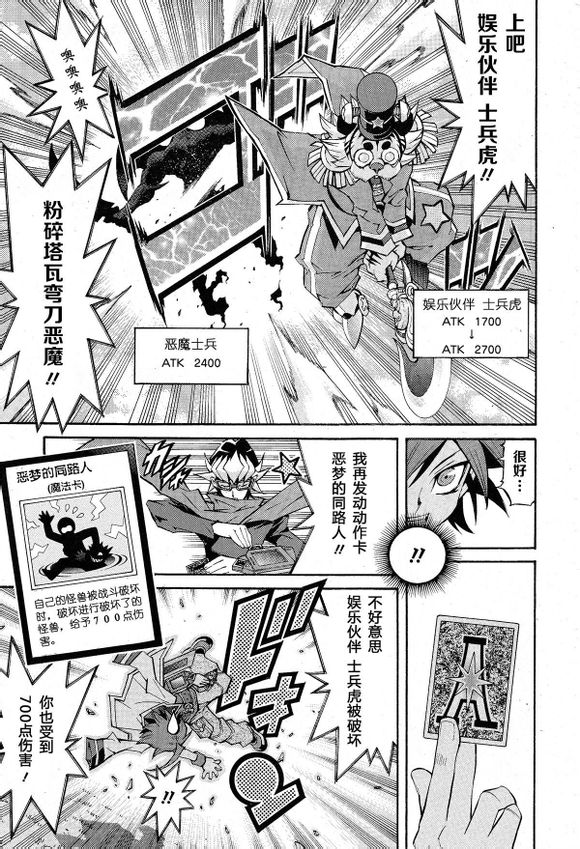 上吧
娱乐伙伴 士兵虎!!
噢噢噢噢
粉碎塔瓦弯刀恶魔!!
娱乐伙伴 士兵虎
ATK 1700
↓
ATK 2700
恶魔士兵
ATK 2400
很好…
!!
我再发动动作卡
恶梦的同路人!!
恶梦的同路人
(魔法卡)
自己的怪兽被战斗破坏
时，破坏进行破坏了的
怪兽，给予700点伤
害。
A
不好意思
娱乐伙伴 士兵虎被破坏
ドドドΩ
!!
你也受到
700点伤害!